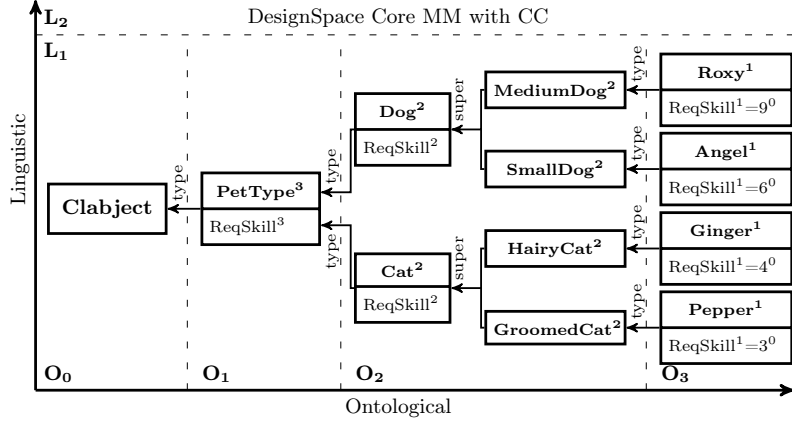 L₂
DesignSpace Core MM with CC
L₁
Linguistic
Clabject
type
PetType³
ReqSkill³
type
type
Dog²
ReqSkill²
super
MediumDog²
SmallDog²
type
Roxy¹
ReqSkill¹=9⁰
type
Angel¹
ReqSkill¹=6⁰
Cat²
ReqSkill²
super
HairyCat²
GroomedCat²
type
Ginger¹
ReqSkill¹=4⁰
type
Pepper¹
ReqSkill¹=3⁰
O₀
O₁
O₂
O₃
Ontological